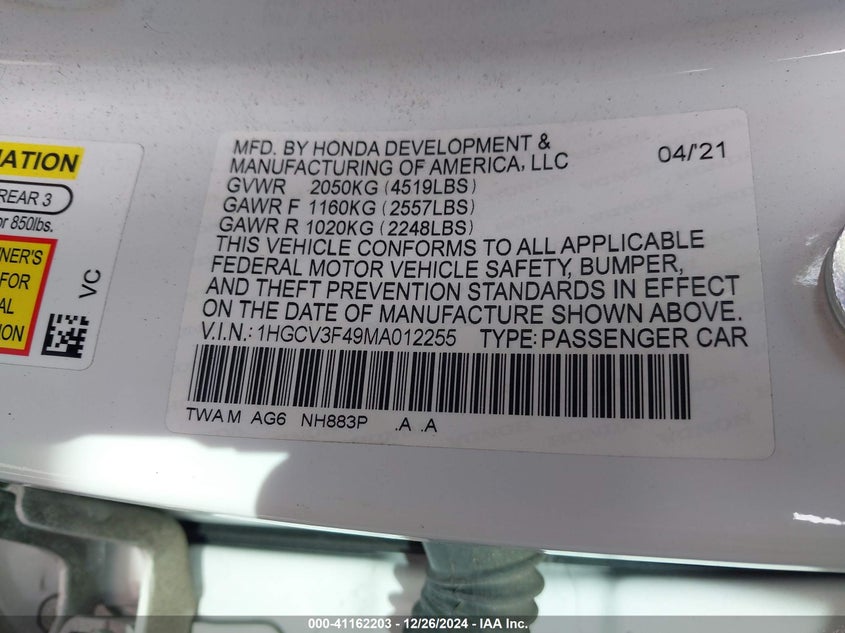 MATION
REAR 3
or 850lbs.
NER'S
FOR
AL
ION
VC
MFD. BY HONDA DEVELOPMENT & MANUFACTURING OF AMERICA, LLC 04/'21
GVWR 2050KG (4519LBS)
GAWR F 1160KG (2557LBS)
GAWR R 1020KG (2248LBS)
THIS VEHICLE CONFORMS TO ALL APPLICABLE
FEDERAL MOTOR VEHICLE SAFETY, BUMPER,
AND THEFT PREVENTION STANDARDS IN EFFECT
ON THE DATE OF MANUFACTURE SHOWN ABOVE.
V.I.N.: 1HGCV3F49MA012255 TYPE: PASSENGER CAR
TWA M AG6 NH883P .A .A
000-41162203 - 12/26/2024 - IAA Inc.